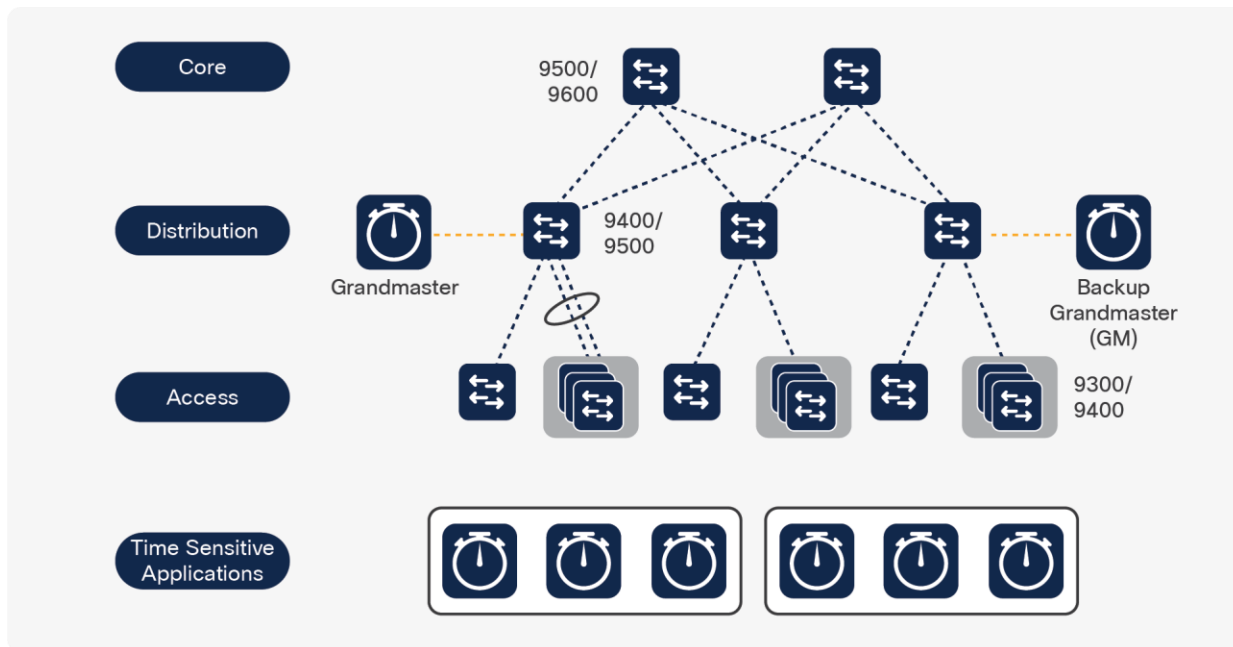 Core
9500/
9600
Distribution
Grandmaster
9400/
9500
Backup
Grandmaster
(GM)
Access
9300/
9400
Time Sensitive
Applications